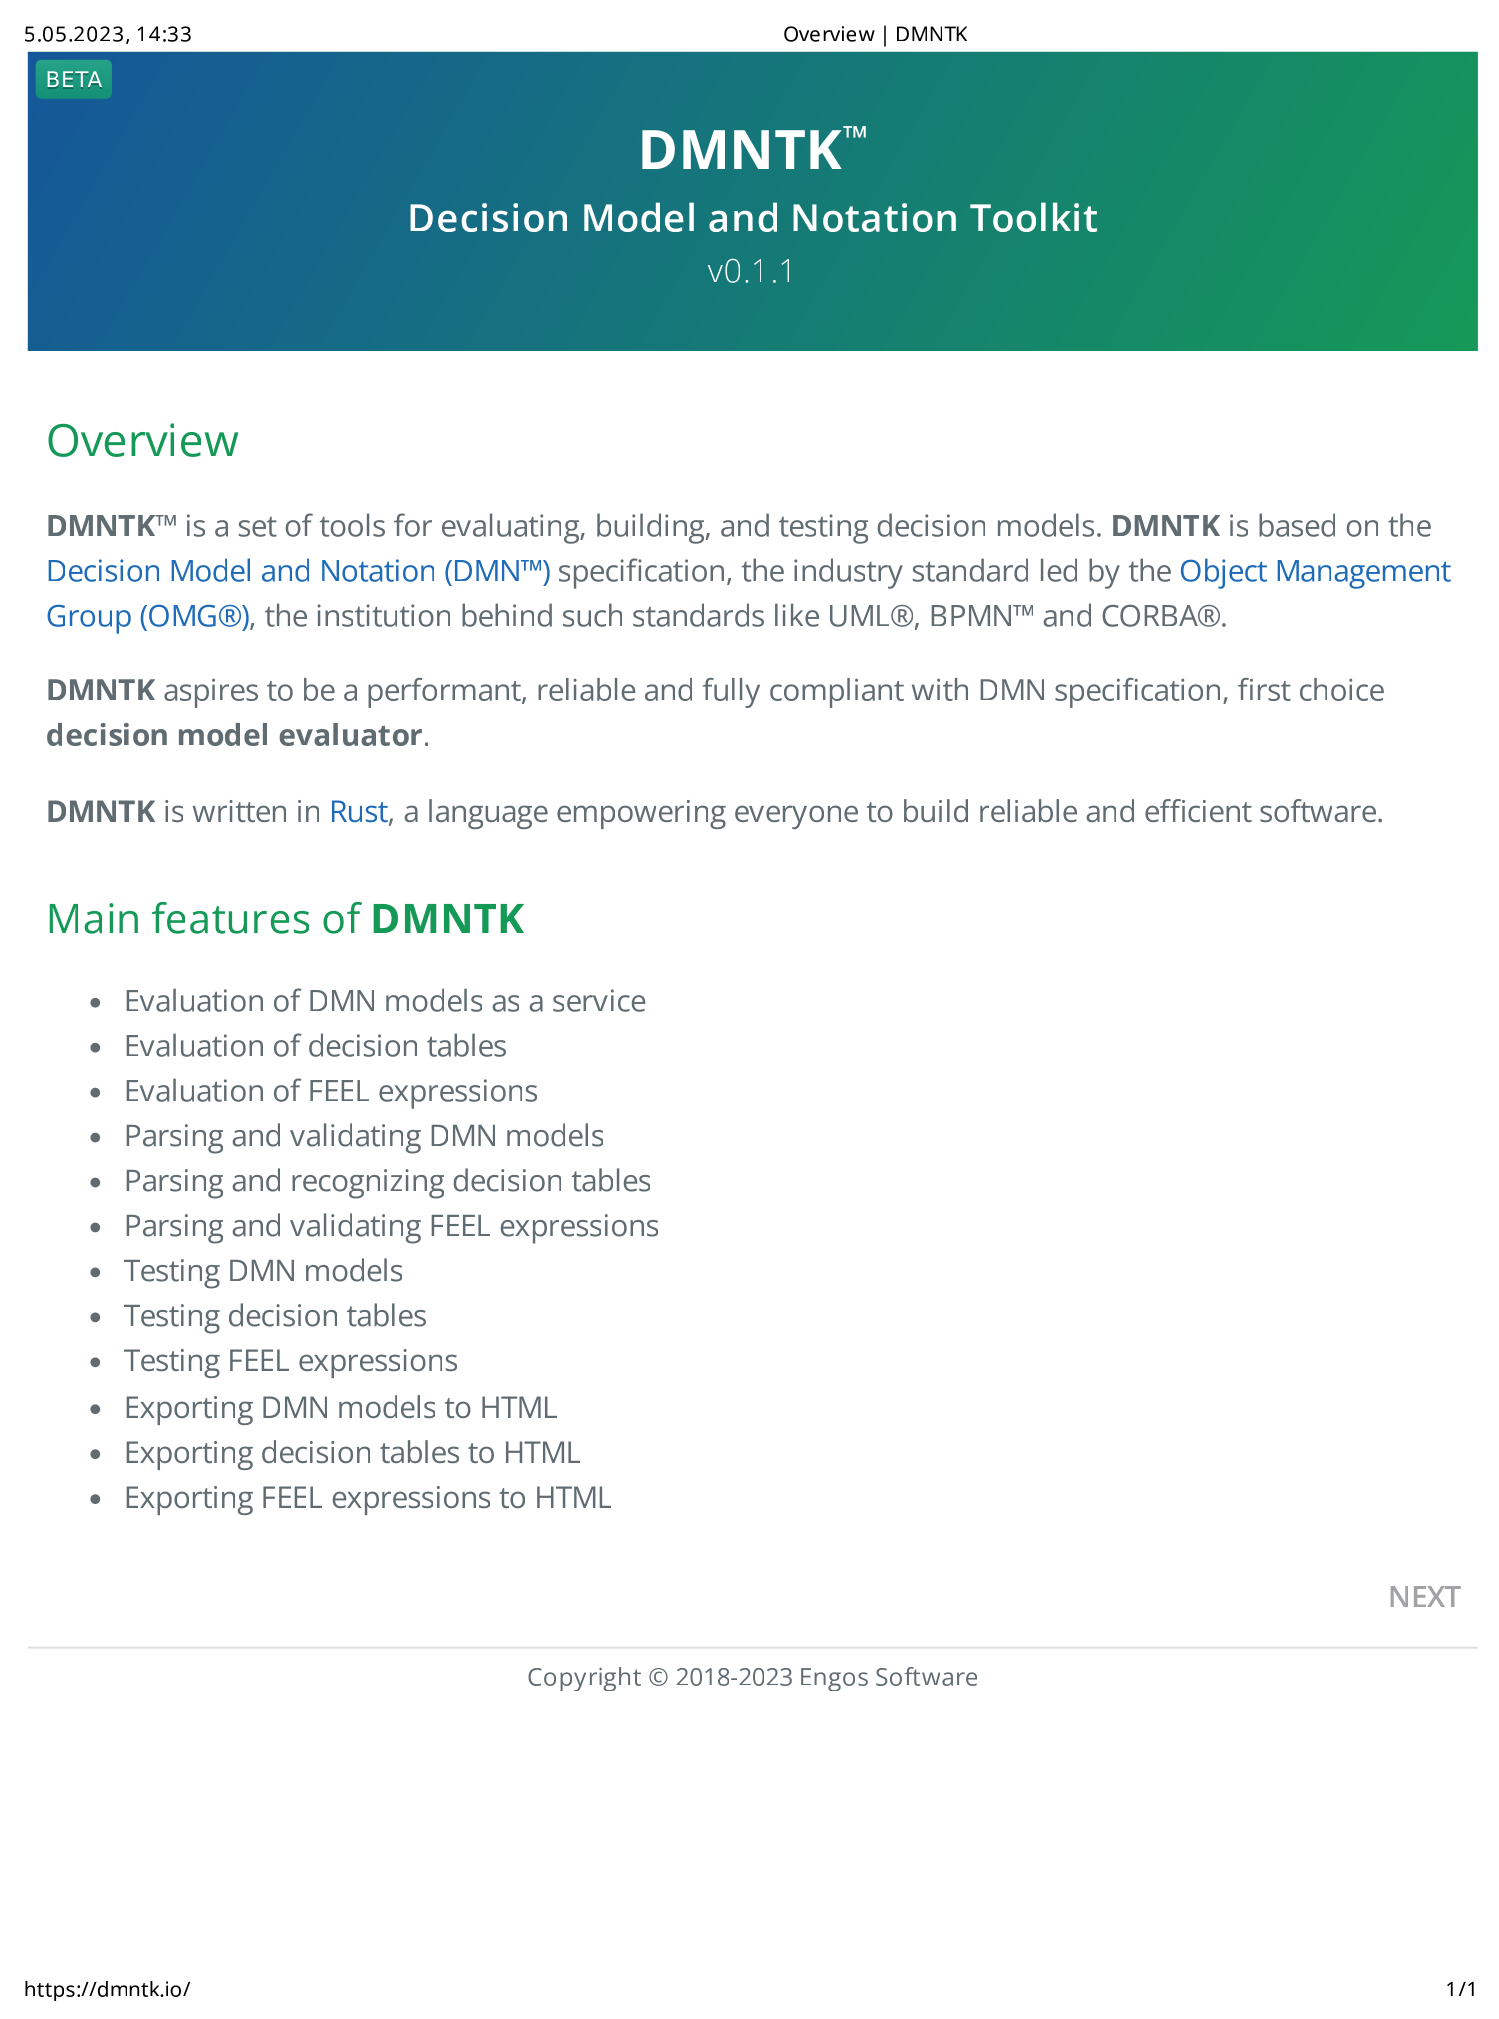 5.05.2023, 14:33
Overview | DMNTK
BETA
DMNTK™
Decision Model and Notation Toolkit
v0.1.1
Overview
DMNTK™ is a set of tools for evaluating, building, and testing decision models. DMNTK is based on the
Decision Model and Notation (DMN™) specification, the industry standard led by the Object Management
Group (OMG®), the institution behind such standards like UML®, BPMN™ and CORBA®.
DMNTK aspires to be a performant, reliable and fully compliant with DMN specification, first choice
decision model evaluator.
DMNTK is written in Rust, a language empowering everyone to build reliable and efficient software.
Main features of DMNTK
• Evaluation of DMN models as a service
• Evaluation of decision tables
• Evaluation of FEEL expressions
• Parsing and validating DMN models
• Parsing and recognizing decision tables
• Parsing and validating FEEL expressions
• Testing DMN models
• Testing decision tables
• Testing FEEL expressions
• Exporting DMN models to HTML
• Exporting decision tables to HTML
• Exporting FEEL expressions to HTML
NEXT
Copyright © 2018-2023 Engos Software
https://dmntk.io/
1/1